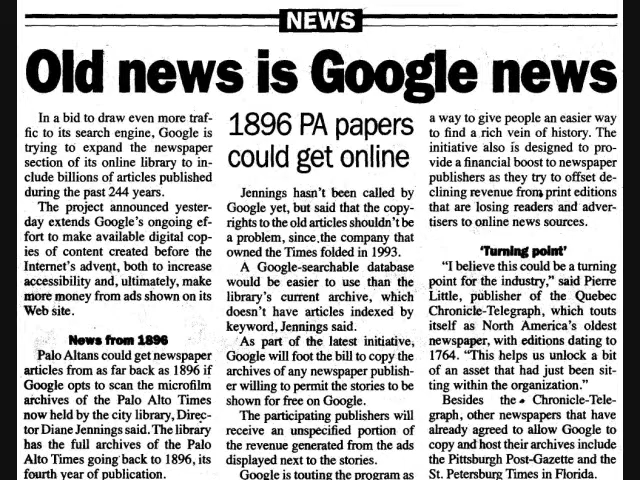 NEWS
Old news is Google news
In a bid to draw even more traf-
fic to its search engine, Google is
trying to expand the newspaper
section of its online library to in-
clude billions of articles published
during the past 244 years.
The project announced yester-
day extends Google's ongoing ef-
fort to make available digital cop-
ies of content created before the
Internet's advent, both to increase
accessibility and, ultimately, make
more money from ads shown on its
Web site.
News from 1896
Palo Altans could get newspaper
articles from as far back as 1896 if
Google opts to scan the microfilm
archives of the Palo Alto Times
now held by the city library, Direc-
tor Diane Jennings said. The library
has the full archives of the Palo
Alto Times going back to 1896, its
fourth year of publication.
1896 PA papers
could get online
Jennings hasn't been called by
Google yet, but said that the copy-
rights to the old articles shouldn't be
a problem, since the company that
owned the Times folded in 1993.
A Google-searchable database
would be easier to use than the
library's current archive, which
doesn't have articles indexed by
keyword, Jennings said.
As part of the latest initiative,
Google will foot the bill to copy the
archives of any newspaper publish-
er willing to permit the stories to be
shown for free on Google.
The participating publishers will
receive an unspecified portion of
the revenue generated from the ads
displayed next to the stories.
Google is touting the program as
a way to give people an easier way
to find a rich vein of history. The
initiative also is designed to pro-
vide a financial boost to newspaper
publishers as they try to offset de-
clining revenue from print editions
that are losing readers and adver-
tisers to online news sources.
'Turning point'
"I believe this could be a turning
point for the industry," said Pierre
Little, publisher of the Quebec
Chronicle-Telegraph, which touts
itself as North America's oldest
newspaper, with editions dating to
1764. "This helps us unlock a bit
of an asset that had just been sit-
ting within the organization."
Besides the Chronicle-Tele-
graph, other newspapers that have
already agreed to allow Google to
copy and host their archives include
the Pittsburgh Post-Gazette and the
St. Petersburg Times in Florida.